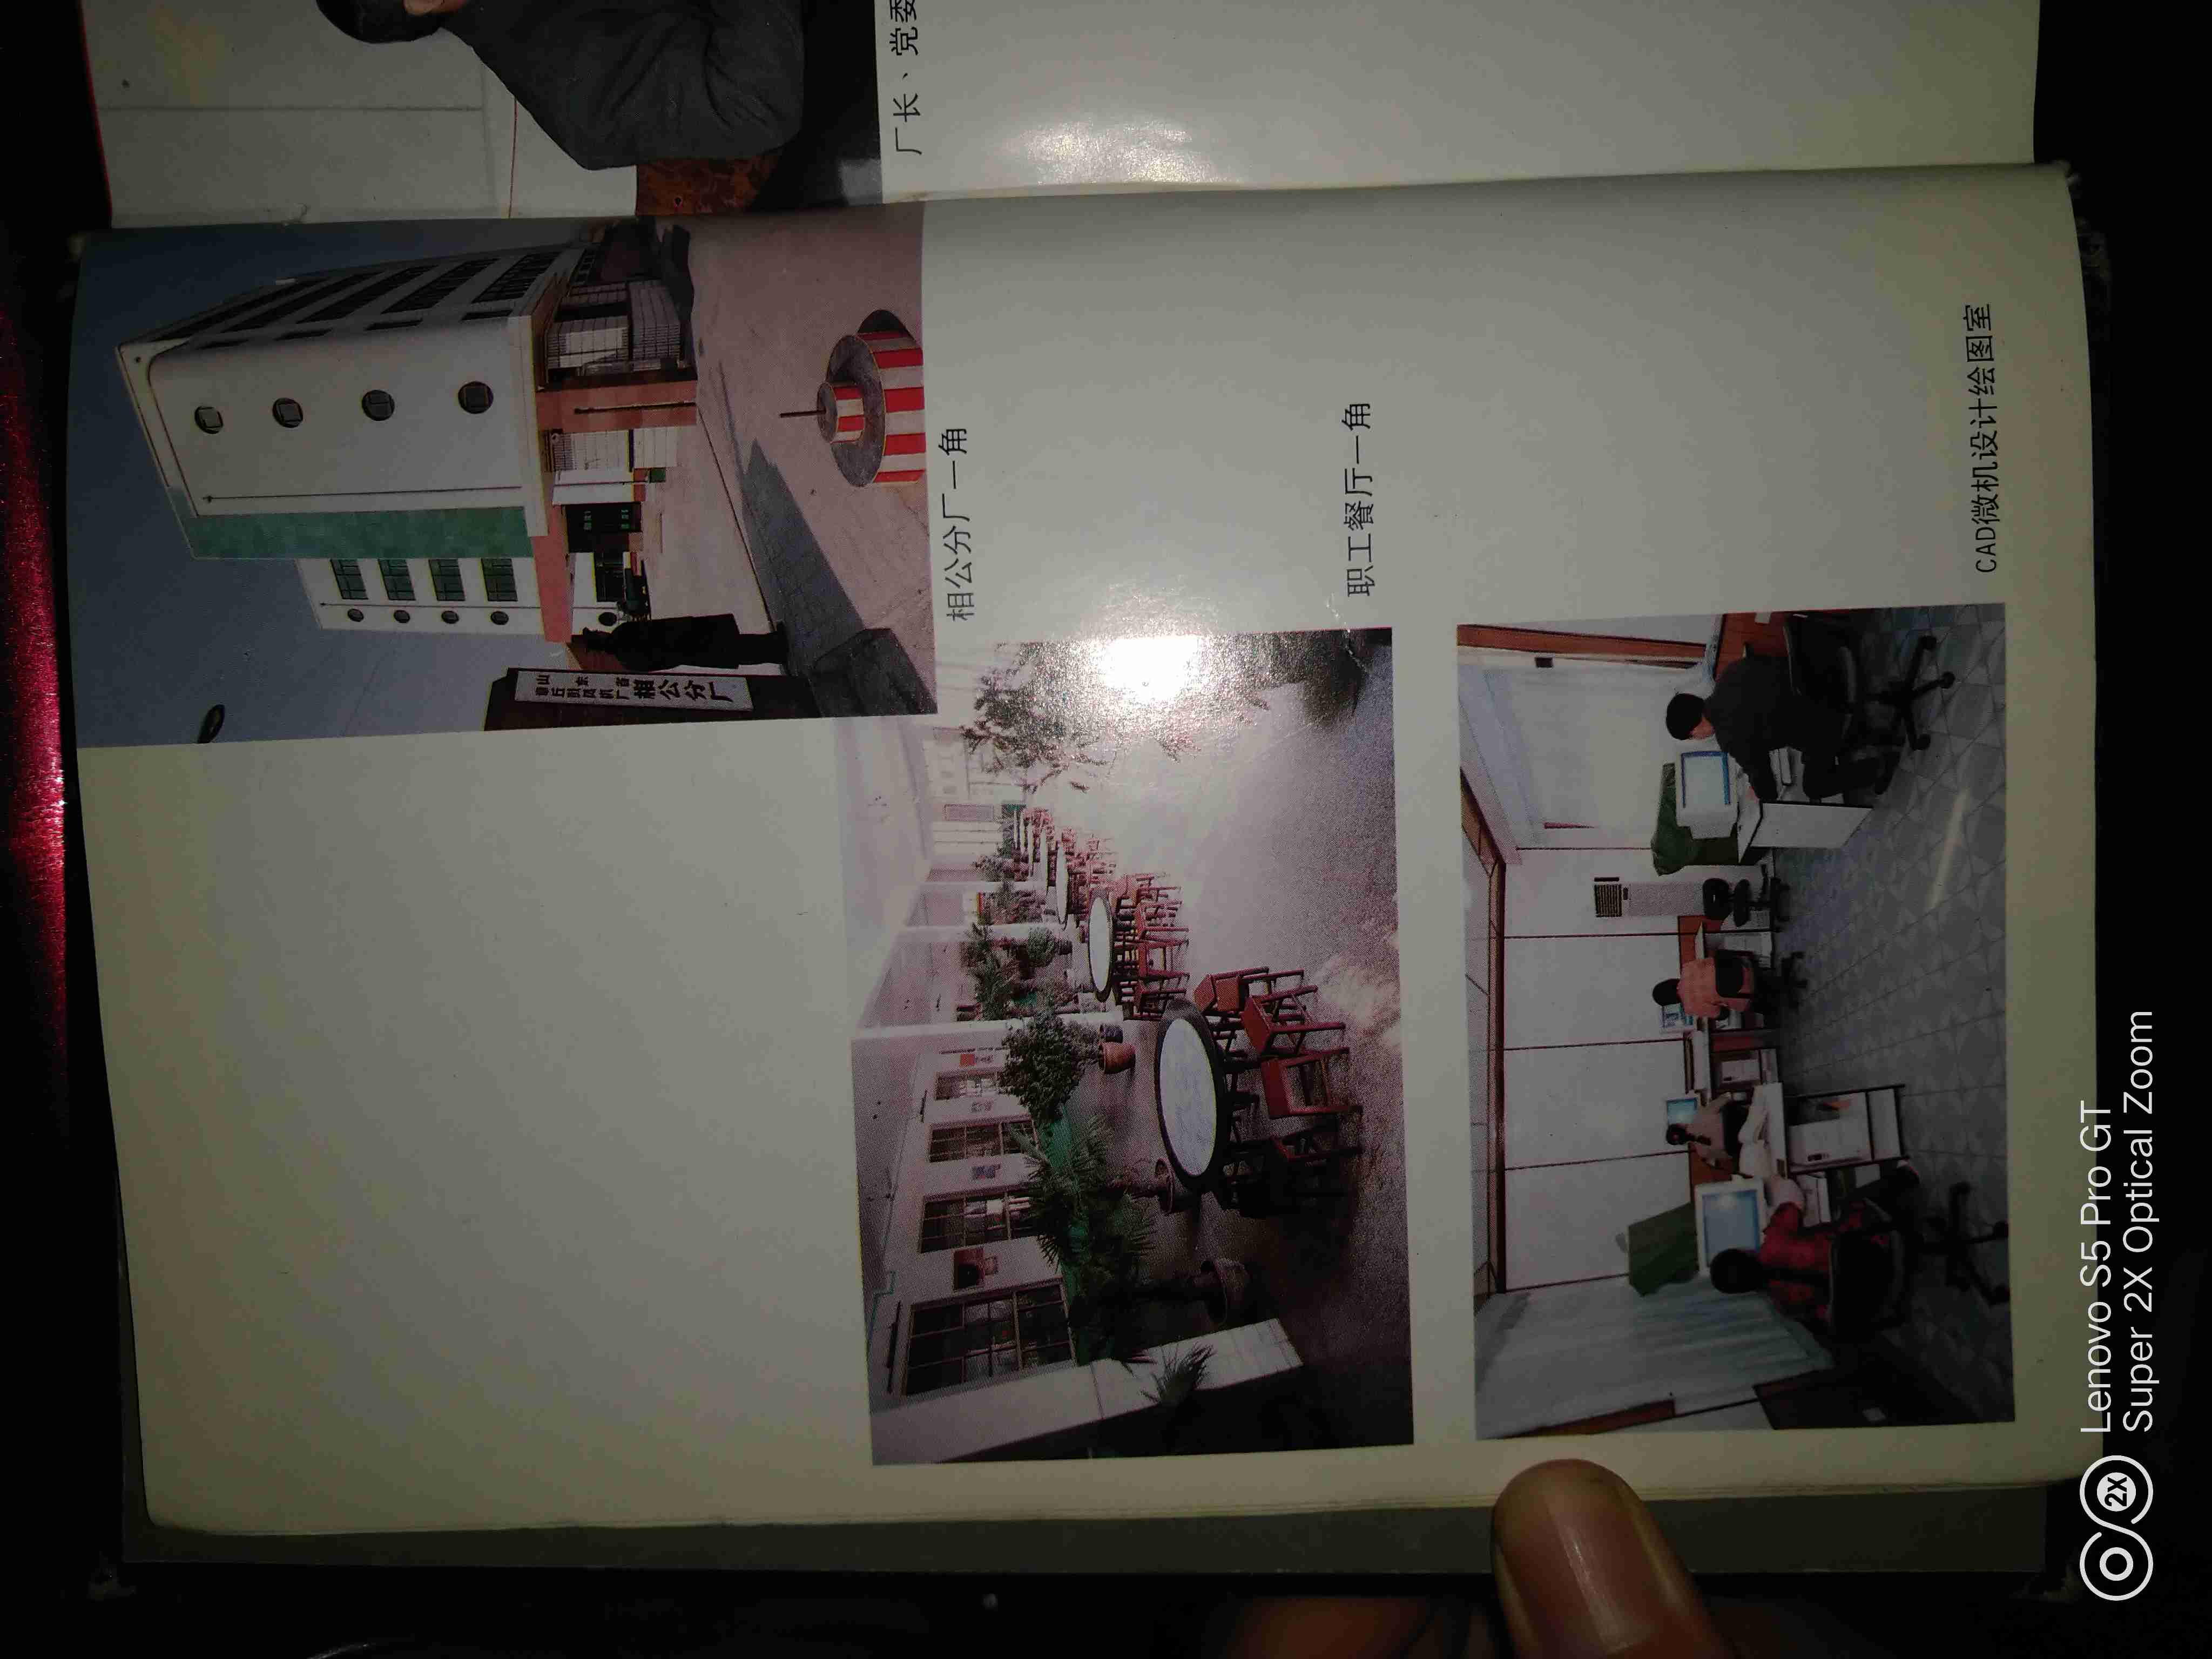 山东省
章丘鼓风机厂
相公分厂
相公分厂一角
厂长、党委
职工餐厅一角
CAD微机设计绘图室
2X
Lenovo S5 Pro GT
Super 2X Optical Zoom